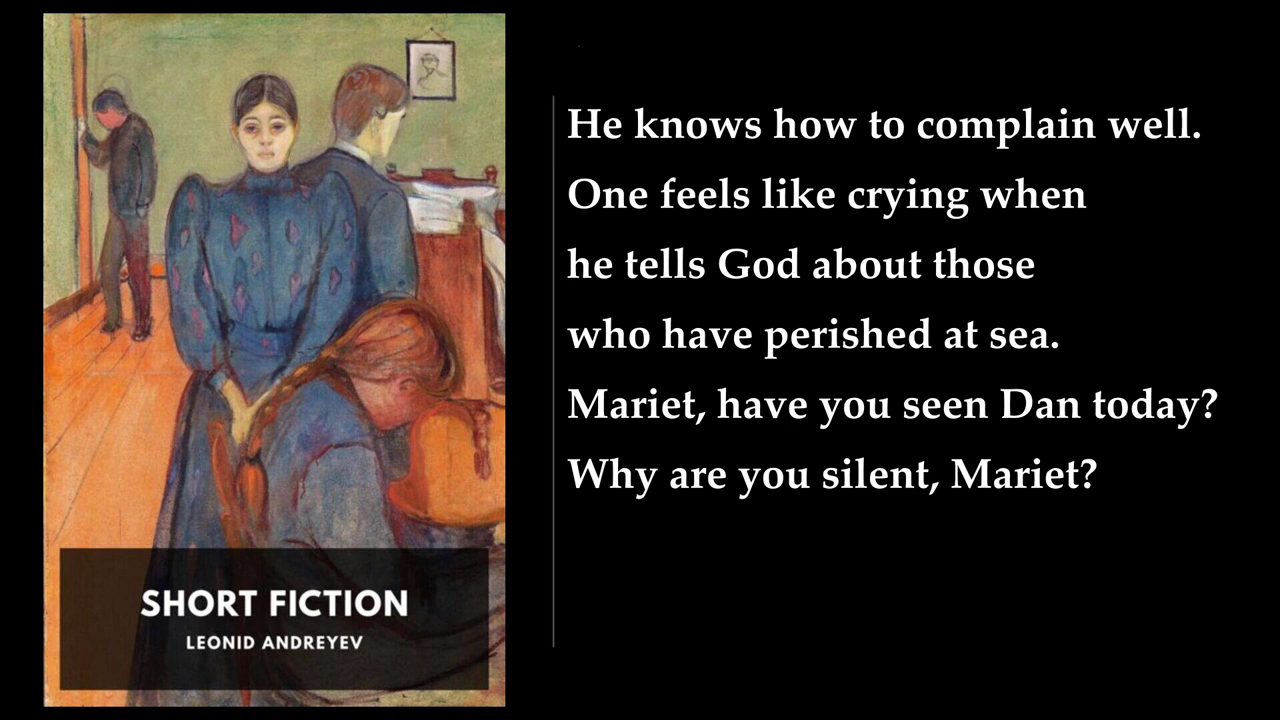 SHORT FICTION
LEONID ANDREYEV
He knows how to complain well.
One feels like crying when
he tells God about those
who have perished at sea.
Mariet, have you seen Dan today?
Why are you silent, Mariet?